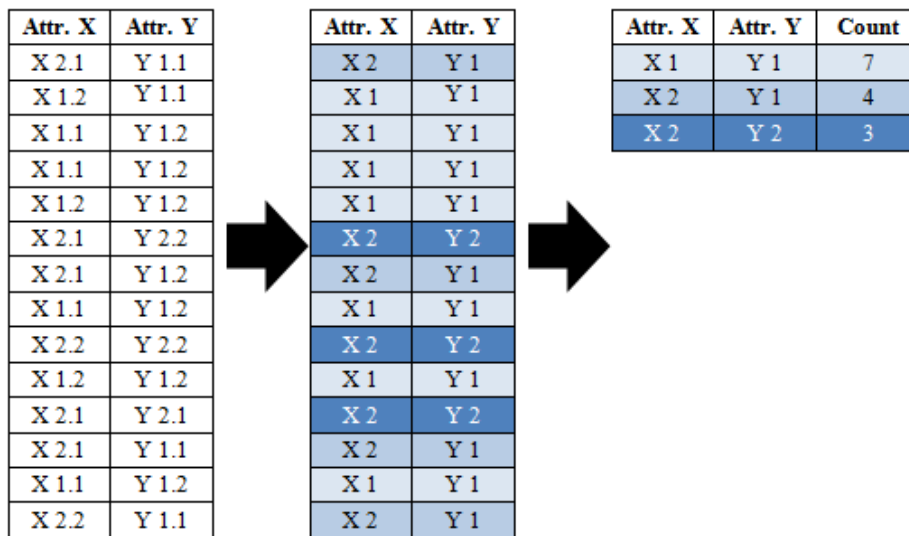 Attr. X Attr. Y Attr. X Attr. Y Attr. X Attr. Y Count
X 2.1 Y 1.1 X 2 Y 1 X 1 Y 1 7
X 1.2 Y 1.1 X 1 Y 1 X 2 Y 1 4
X 1.1 Y 1.2 X 1 Y 1 X 2 Y 2 3
X 1.1 Y 1.2 X 1 Y 1
X 1.2 Y 1.2 X 1 Y 1
X 2.1 Y 2.2 X 2 Y 2
X 2.1 Y 1.2 X 2 Y 1
X 1.1 Y 1.2 X 1 Y 1
X 2.2 Y 2.2 X 2 Y 2
X 1.2 Y 1.2 X 1 Y 1
X 2.1 Y 2.1 X 2 Y 2
X 2.1 Y 1.1 X 2 Y 1
X 1.1 Y 1.2 X 1 Y 1
X 2.2 Y 1.1 X 2 Y 1